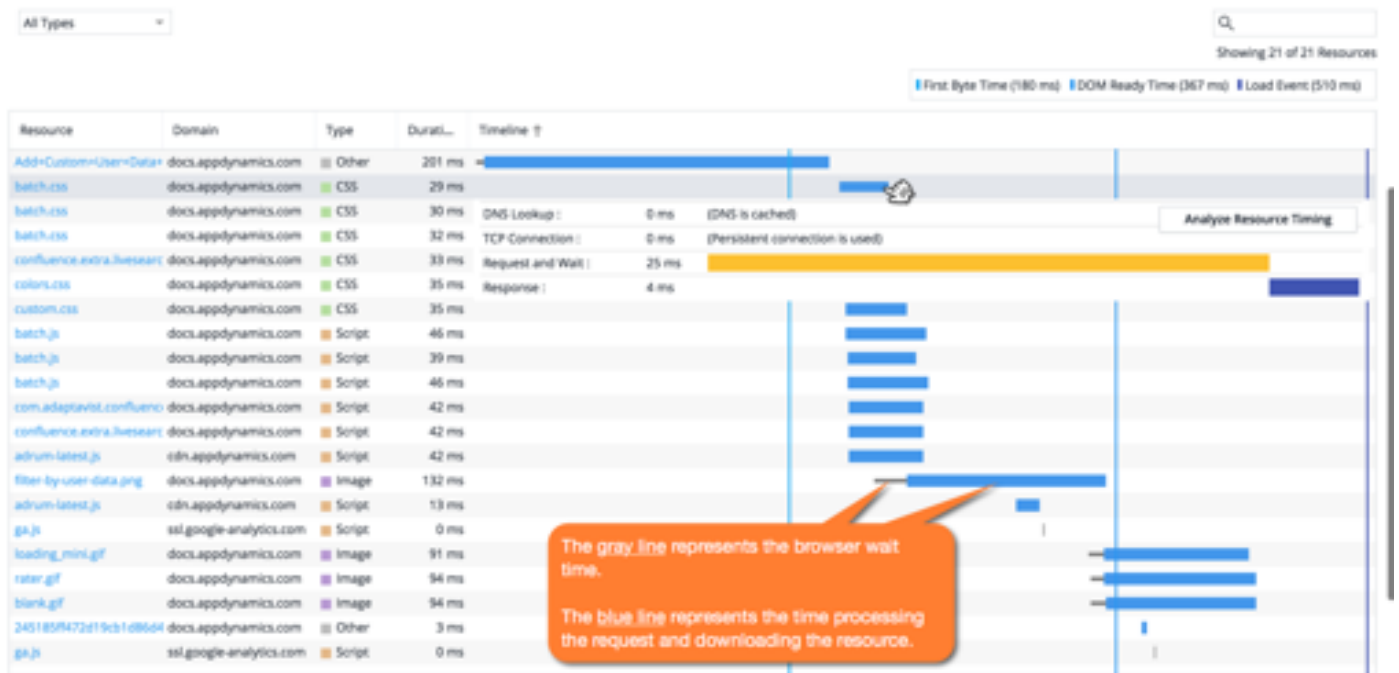 All Types
Showing 21 of 21 Resources
First Byte Time (180 ms) DOM Ready Time (367 ms) Load Event (510 ms)
Resource Domain Type Durati... Timeline ↑
Add+Custom+User+Data+ docs.appdynamics.com Other 201 ms
batch.css docs.appdynamics.com CSS 29 ms
batch.css docs.appdynamics.com CSS 30 ms DNS Lookup : 0 ms (DNS is cached) Analyze Resource Timing
batch.css docs.appdynamics.com CSS 32 ms TCP Connection : 0 ms (Persistent connection is used)
confluence.extra.livesearc docs.appdynamics.com CSS 33 ms Request and Wait : 25 ms
colors.css docs.appdynamics.com CSS 35 ms Response : 4 ms
custom.css docs.appdynamics.com CSS 35 ms
batch.js docs.appdynamics.com Script 46 ms
batch.js docs.appdynamics.com Script 39 ms
batch.js docs.appdynamics.com Script 46 ms
com.adaptavist.confluenc docs.appdynamics.com Script 42 ms
confluence.extra.livesearc docs.appdynamics.com Script 42 ms
adrum-latest.js cdn.appdynamics.com Script 42 ms
filter-by-user-data.png docs.appdynamics.com Image 132 ms
adrum-latest.js cdn.appdynamics.com Script 13 ms
ga.js ssl.google-analytics.com Script 0 ms
loading_mini.gif docs.appdynamics.com Image 91 ms
rater.gif docs.appdynamics.com Image 94 ms
blank.gif docs.appdynamics.com Image 94 ms
docs.appdynamics.com Other 3 ms
ga.js ssl.google-analytics.com Script 0 ms
The gray line represents the browser wait
time.
The blue line represents the time processing
the request and downloading the resource.